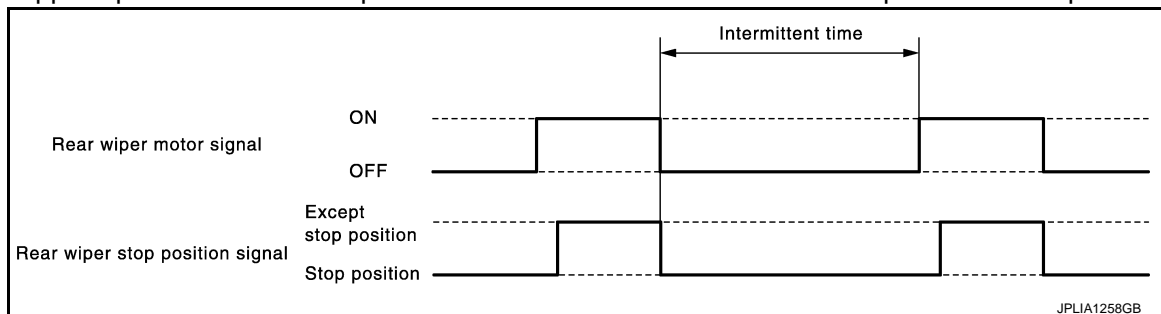 Intermittent time
ON
Rear wiper motor signal
OFF
Except
stop position
Rear wiper stop position signal
Stop position
JPLIA1258GB